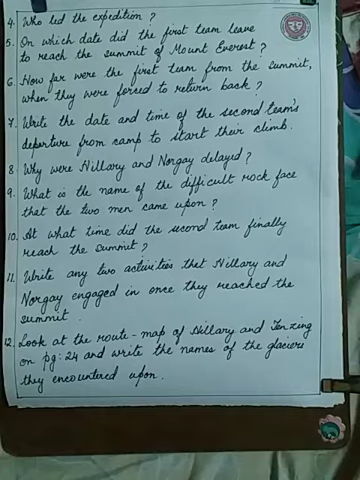 4. Who led the expedition ?
5. On which date did the first team leave
to reach the summit of Mount Everest ?
6. How far were the first team from the summit,
when they were forced to return back ?
7. Write the date and time of the second team's
departure from camp to start their climb.
8. Why were Hillary and Norgay delayed ?
9. What is the name of the difficult rock face
that the two men came upon ?
10. At what time did the second team finally
reach the summit ?
11. Write any two activities that Hillary and
Norgay engaged in once they reached the
summit.
12. Look at the route-map of Hillary and Tenzing
on pg: 24 and write the names of the glaciers
they encountered upon.